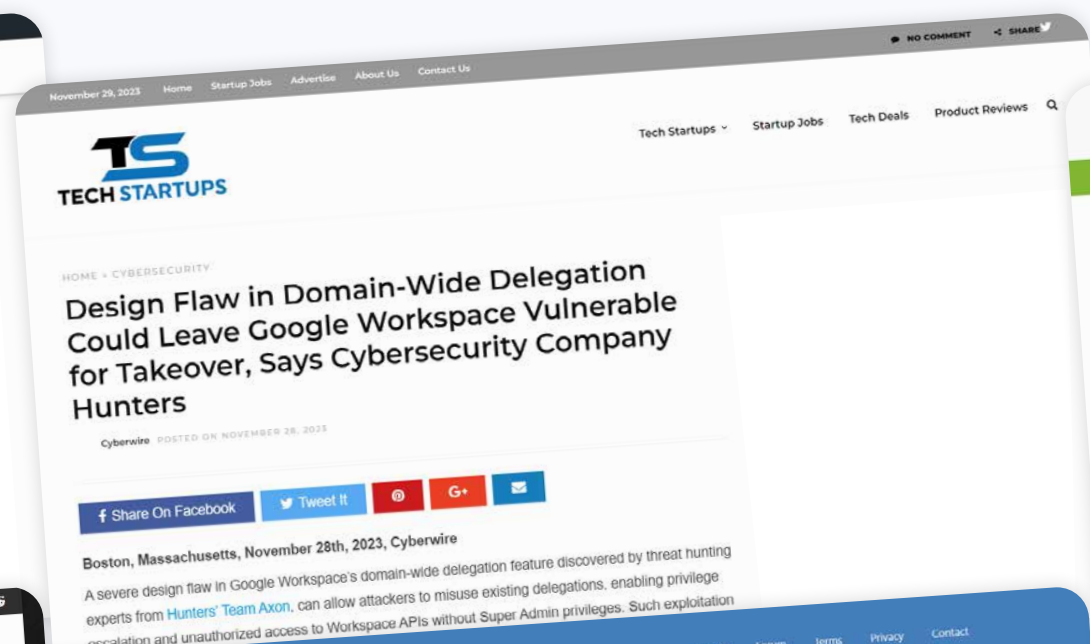 November 29, 2023 Home Startup Jobs Advertise About Us Contact Us NO COMMENT SHARE
TS
TECH STARTUPS
Tech Startups Startup Jobs Tech Deals Product Reviews
HOME » CYBERSECURITY
Design Flaw in Domain-Wide Delegation
Could Leave Google Workspace Vulnerable
for Takeover, Says Cybersecurity Company
Hunters
Cyberwire POSTED ON NOVEMBER 28, 2023
f Share On Facebook Tweet It G+
Boston, Massachusetts, November 28th, 2023, Cyberwire
A severe design flaw in Google Workspace's domain-wide delegation feature discovered by threat hunting
experts from Hunters' Team Axon, can allow attackers to misuse existing delegations, enabling privilege
escalation and unauthorized access to Workspace APIs without Super Admin privileges. Such exploitation
Terms Privacy Contact